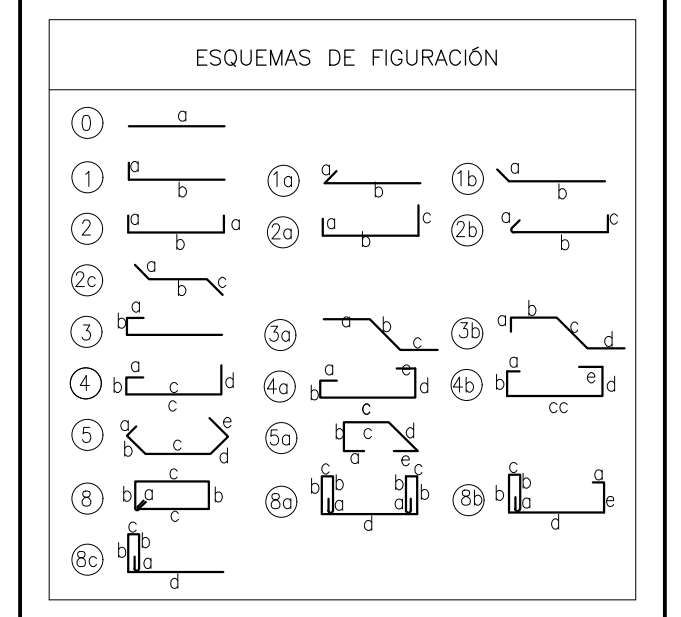 ESQUEMAS DE FIGURACIÓN
0 a
1 a b
1a a b
1b a b
2 a b a
2a a b c
2b a b c
2c a b c
3 a b
3a a b c
3b a b c d
4 a b c d c
4a a b e d c
4b a b e d cc
5 a b c d e
5a b c d a e
8 c b a b c
8a c b b a d c b b a
8b c b b a d a e
8c c b b a d